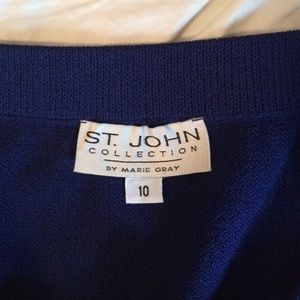 ST. JOHN
COLLECTION
BY MARIE GRAY
10